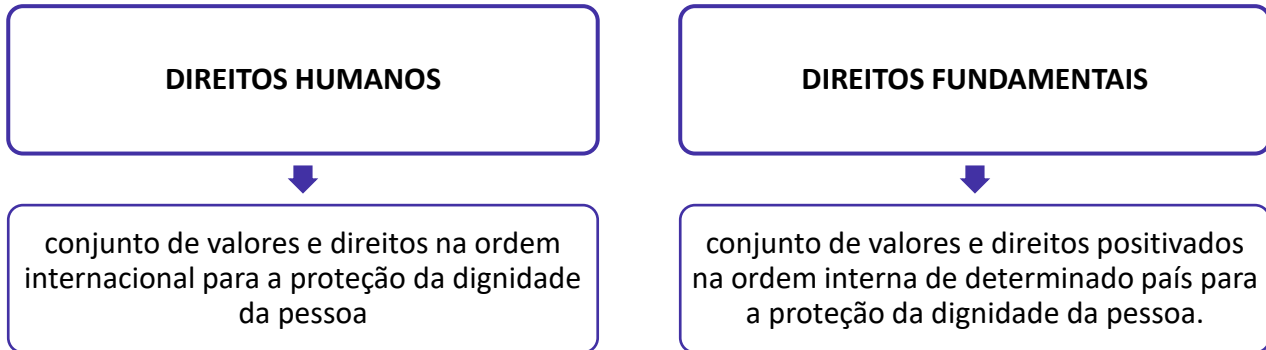 DIREITOS HUMANOS
conjunto de valores e direitos na ordem
internacional para a proteção da dignidade
da pessoa
DIREITOS FUNDAMENTAIS
conjunto de valores e direitos positivados
na ordem interna de determinado país para
a proteção da dignidade da pessoa.